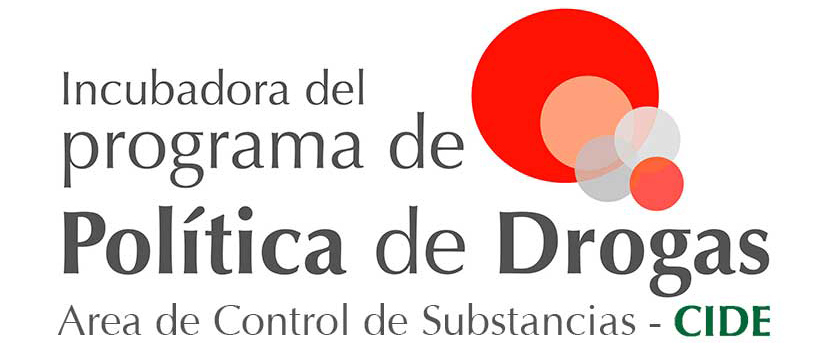 Incubadora del
programa de
Política de Drogas
Area de Control de Substancias - CIDE